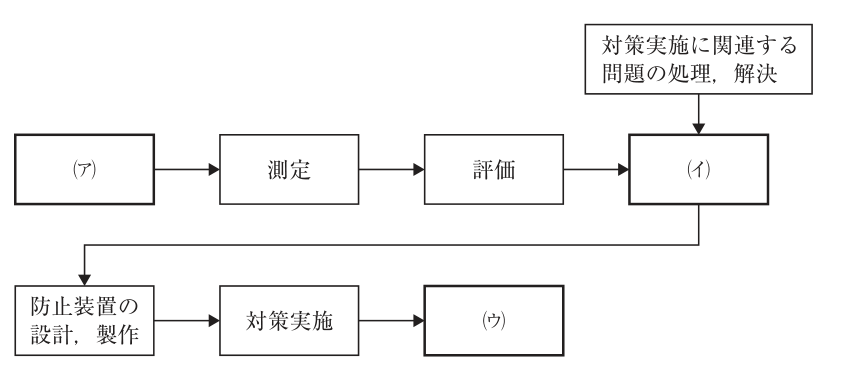 対策実施に関連する
問題の処理，解決
(ア)
測定
評価
(イ)
防止装置の
設計，製作
対策実施
(ウ)